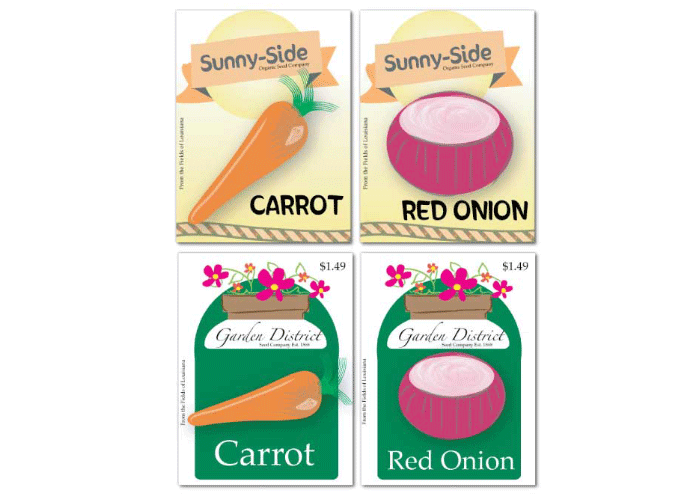 Sunny-Side
Organic Seed Company
From the Fields of Louisiana
CARROT
Sunny-Side
Organic Seed Company
From the Fields of Louisiana
RED ONION
$1.49
Garden District
Seed Company Est. 1969
From the Fields of Louisiana
Carrot
$1.49
Garden District
Seed Company Est. 1969
From the Fields of Louisiana
Red Onion